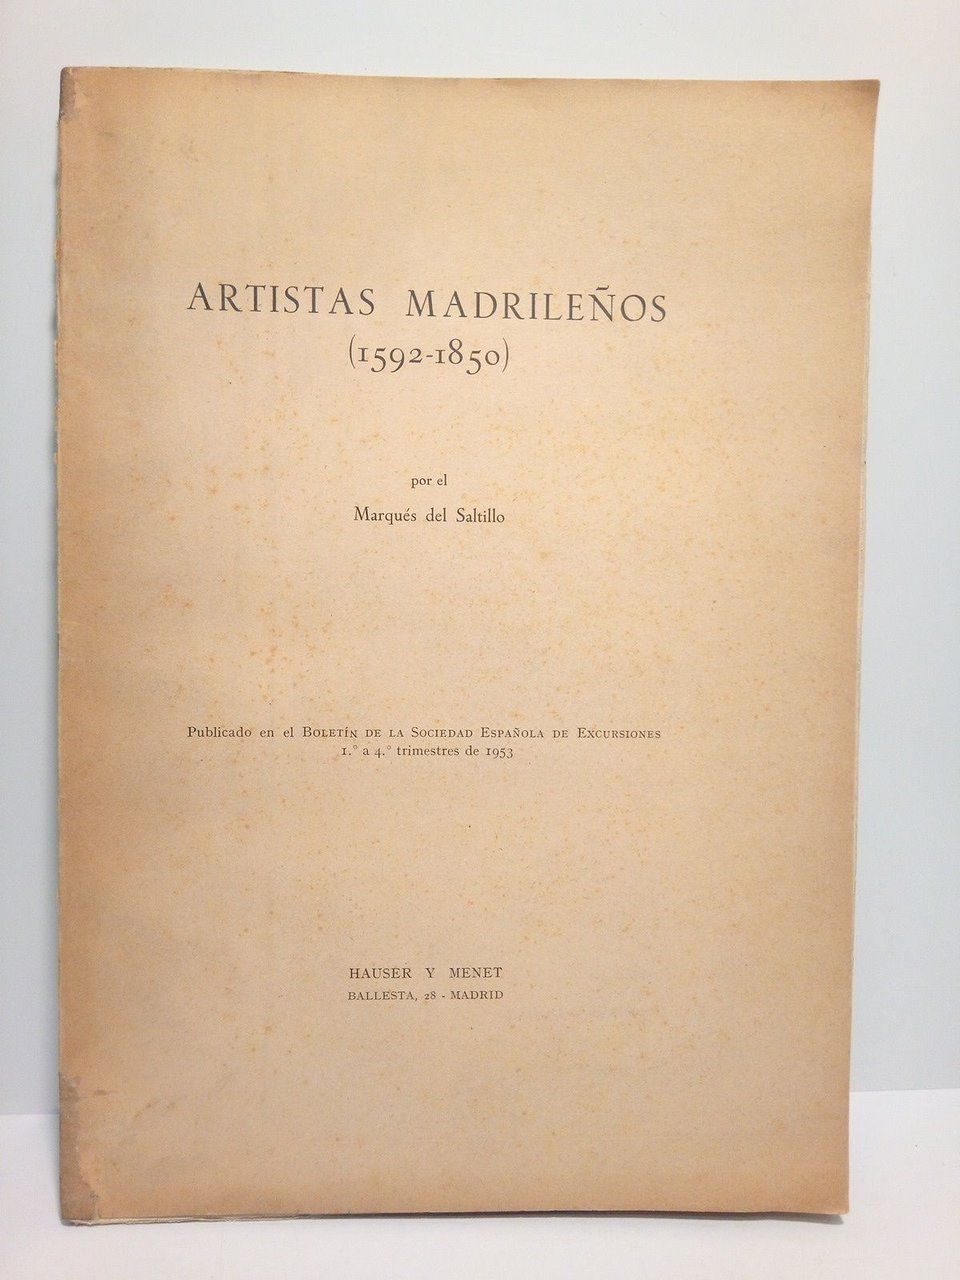 ARTISTAS MADRILEÑOS
(1592-1850)
por el
Marqués del Saltillo
Publicado en el BOLETÍN DE LA SOCIEDAD ESPAÑOLA DE EXCURSIONES
1.º a 4.º trimestres de 1953
HAUSER Y MENET
BALLESTA, 28 - MADRID